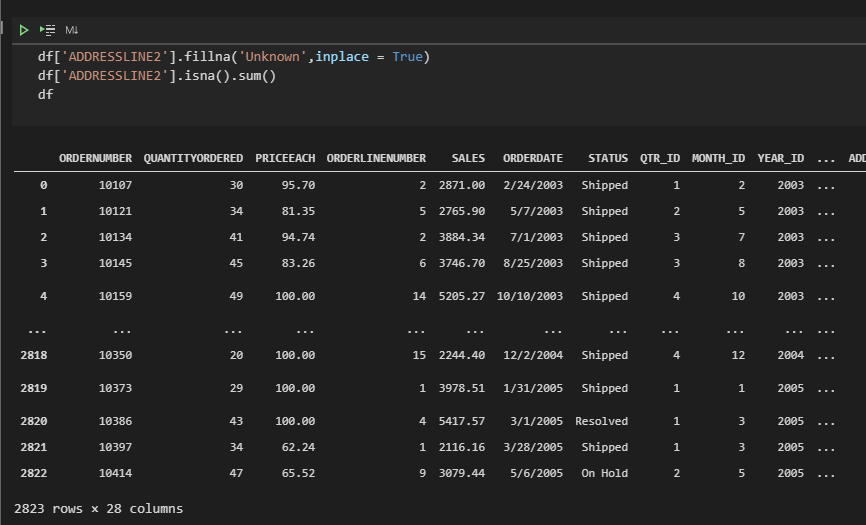 M↓
df['ADDRESSLINE2'].fillna('Unknown',inplace = True)
df['ADDRESSLINE2'].isna().sum()
df
ORDERNUMBER QUANTITYORDERED PRICEEACH ORDERLINENUMBER SALES ORDERDATE STATUS QTR_ID MONTH_ID YEAR_ID ... ADD
0 10107 30 95.70 2 2871.00 2/24/2003 Shipped 1 2 2003 ...
1 10121 34 81.35 5 2765.90 5/7/2003 Shipped 2 5 2003 ...
2 10134 41 94.74 2 3884.34 7/1/2003 Shipped 3 7 2003 ...
3 10145 45 83.26 6 3746.70 8/25/2003 Shipped 3 8 2003 ...
4 10159 49 100.00 14 5205.27 10/10/2003 Shipped 4 10 2003 ...
... ... ... ... ... ... ... ... ... ... ... ...
2818 10350 20 100.00 15 2244.40 12/2/2004 Shipped 4 12 2004 ...
2819 10373 29 100.00 1 3978.51 1/31/2005 Shipped 1 1 2005 ...
2820 10386 43 100.00 4 5417.57 3/1/2005 Resolved 1 3 2005 ...
2821 10397 34 62.24 1 2116.16 3/28/2005 Shipped 1 3 2005 ...
2822 10414 47 65.52 9 3079.44 5/6/2005 On Hold 2 5 2005 ...
2823 rows × 28 columns